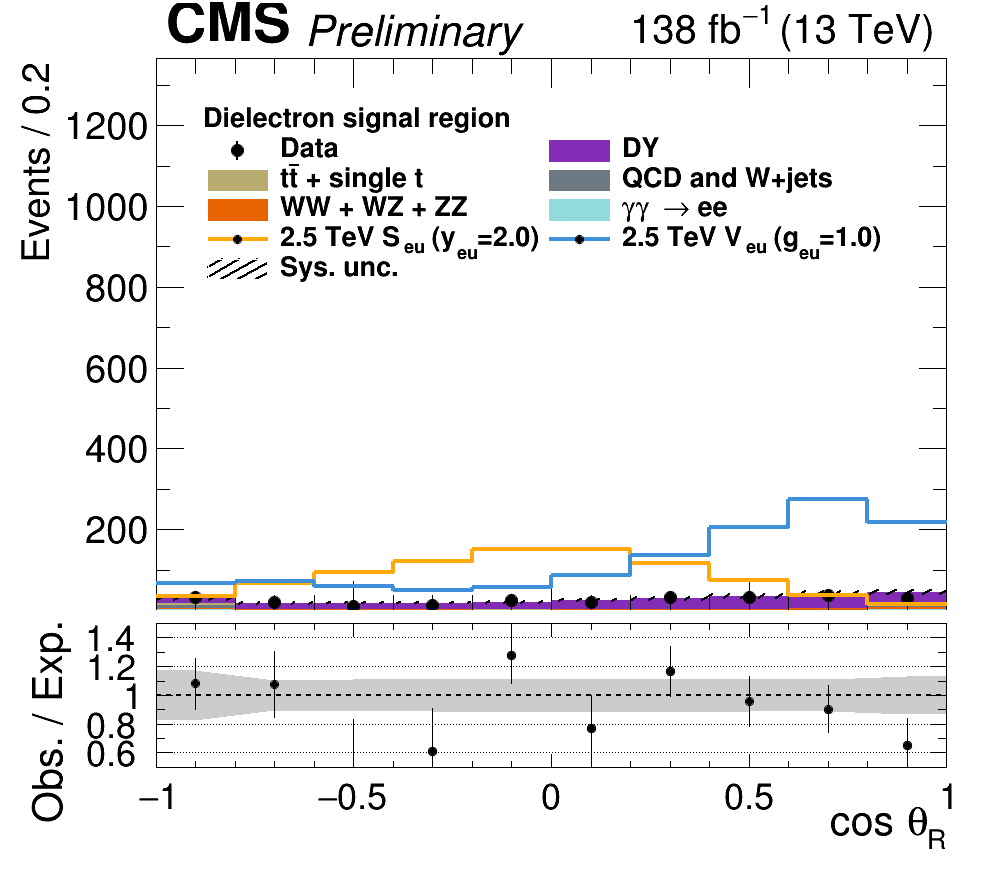 CMS Preliminary 138 fb⁻¹ (13 TeV)
Events / 0.2
1200
1000
800
600
400
200
Dielectron signal region
Data DY
tt̄ + single t QCD and W+jets
WW + WZ + ZZ γγ → ee
2.5 TeV S_eu (y_eu=2.0) 2.5 TeV V_eu (g_eu=1.0)
Sys. unc.
Obs. / Exp.
1.4
1.2
1
0.8
0.6
−1 −0.5 0 0.5 1
cos θ_R